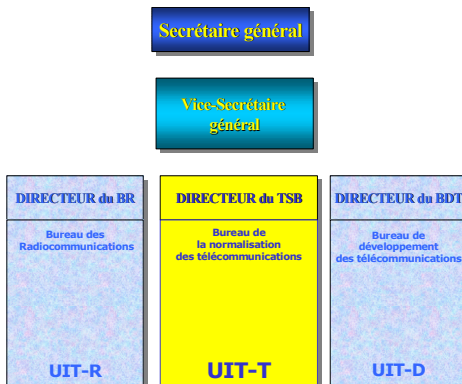 Secrétaire général
Vice-Secrétaire
général
DIRECTEUR du BR
Bureau des
Radiocommunications
UIT-R
DIRECTEUR du TSB
Bureau de
la normalisation
des télécommunications
UIT-T
DIRECTEUR du BDT
Bureau de
développement
des télécommunications
UIT-D